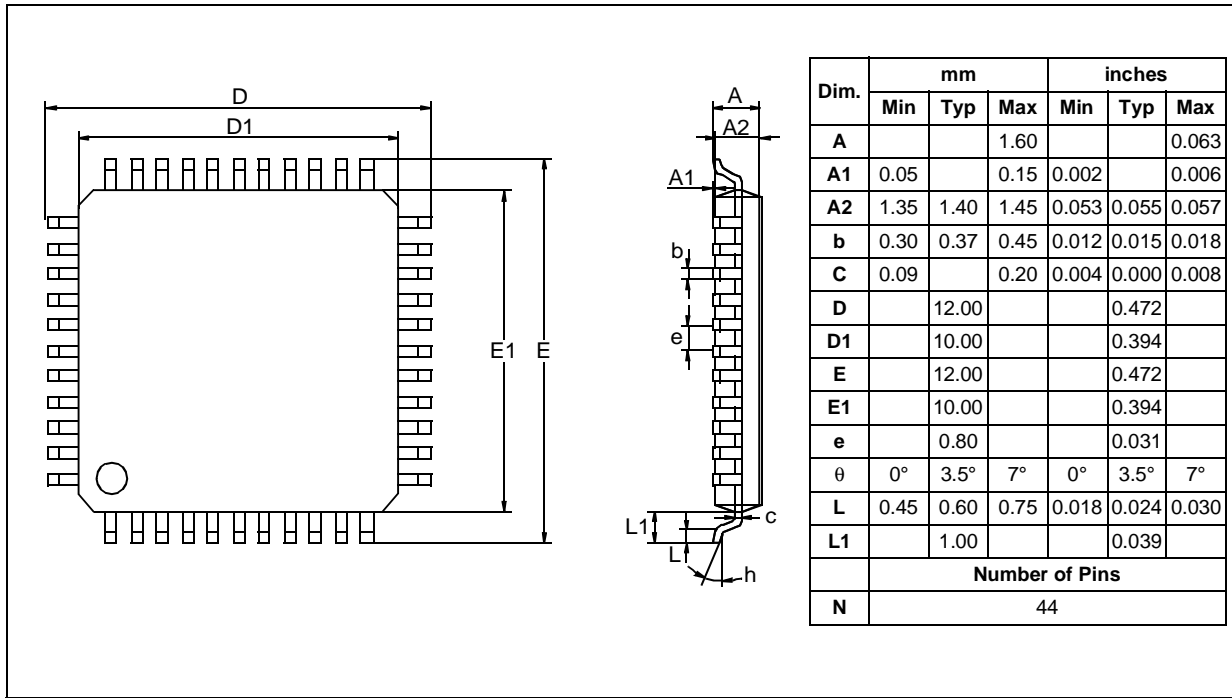 D
D1
A
A2
A1
b
e
E1 E
c
L1
L
h
Dim. mm inches
Min Typ Max Min Typ Max
A 1.60 0.063
A1 0.05 0.15 0.002 0.006
A2 1.35 1.40 1.45 0.053 0.055 0.057
b 0.30 0.37 0.45 0.012 0.015 0.018
C 0.09 0.20 0.004 0.000 0.008
D 12.00 0.472
D1 10.00 0.394
E 12.00 0.472
E1 10.00 0.394
e 0.80 0.031
θ 0° 3.5° 7° 0° 3.5° 7°
L 0.45 0.60 0.75 0.018 0.024 0.030
L1 1.00 0.039
Number of Pins
N 44